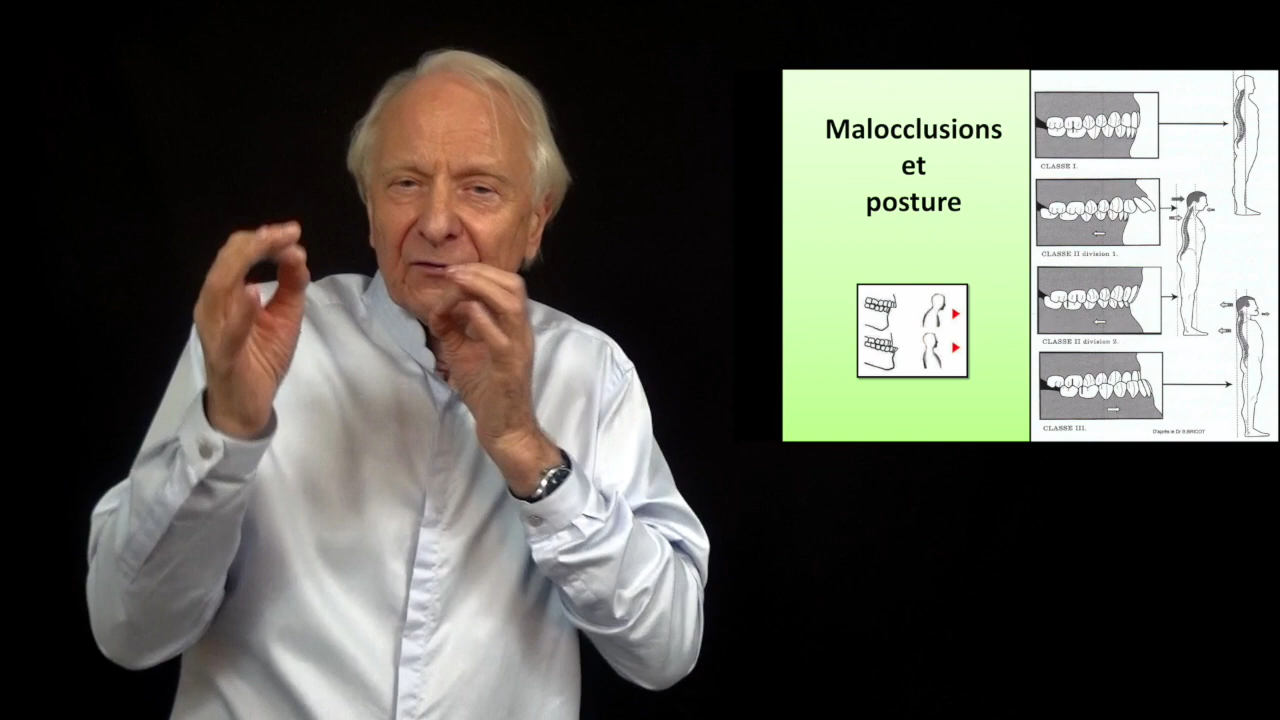 Malocclusions
et
posture
CLASSE I.
CLASSE II division 1.
CLASSE II division 2.
CLASSE III.
D'après le Dr B.BRICOT